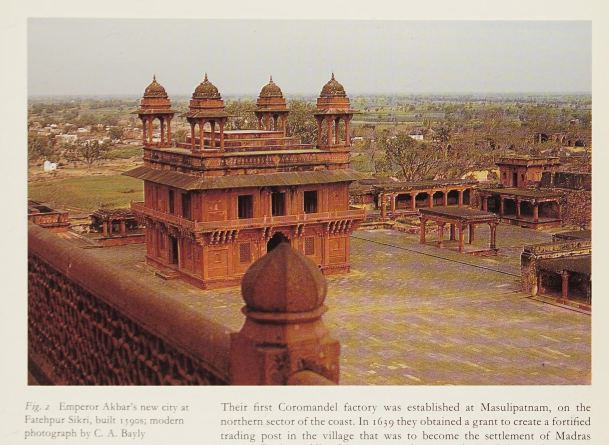 Fig. 2 Emperor Akbar's new city at
Fatehpur Sikri, built 1590s; modern
photograph by C. A. Bayly
Their first Coromandel factory was established at Masulipatnam, on the
northern sector of the coast. In 1639 they obtained a grant to create a fortified
trading post in the village that was to become the settlement of Madras